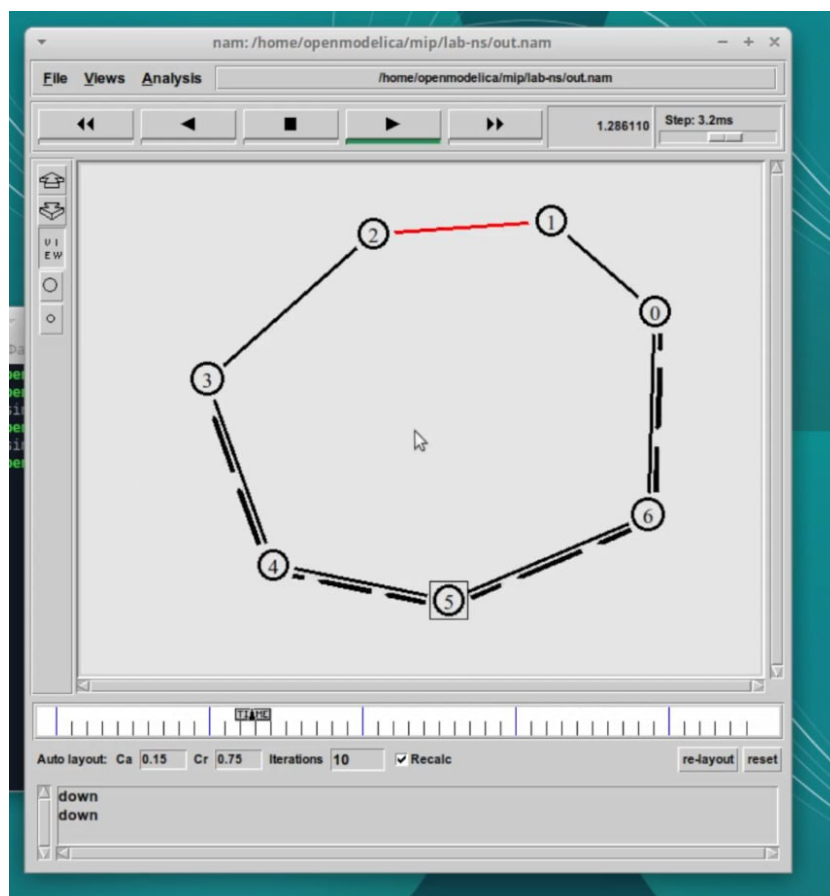 nam: /home/openmodelica/mip/lab-ns/out.nam
File Views Analysis /home/openmodelica/mip/lab-ns/out.nam
1.286110 Step: 3.2ms
VI
EW
1
2
0
3
6
4
5
TIME
Auto layout: Ca 0.15 Cr 0.75 Iterations 10 Recalc re-layout reset
down
down